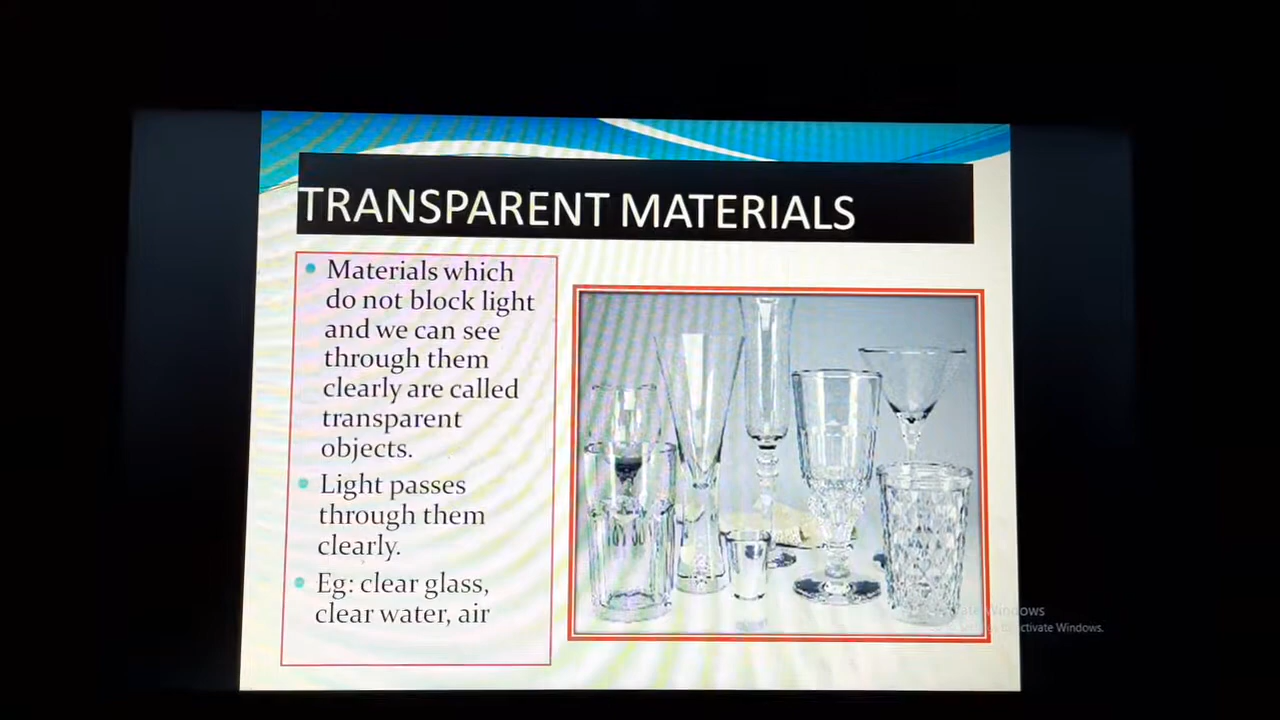 TRANSPARENT MATERIALS
Materials which
do not block light
and we can see
through them
clearly are called
transparent
objects.
Light passes
through them
clearly.
Eg: clear glass,
clear water, air
Windows
activate Windows.